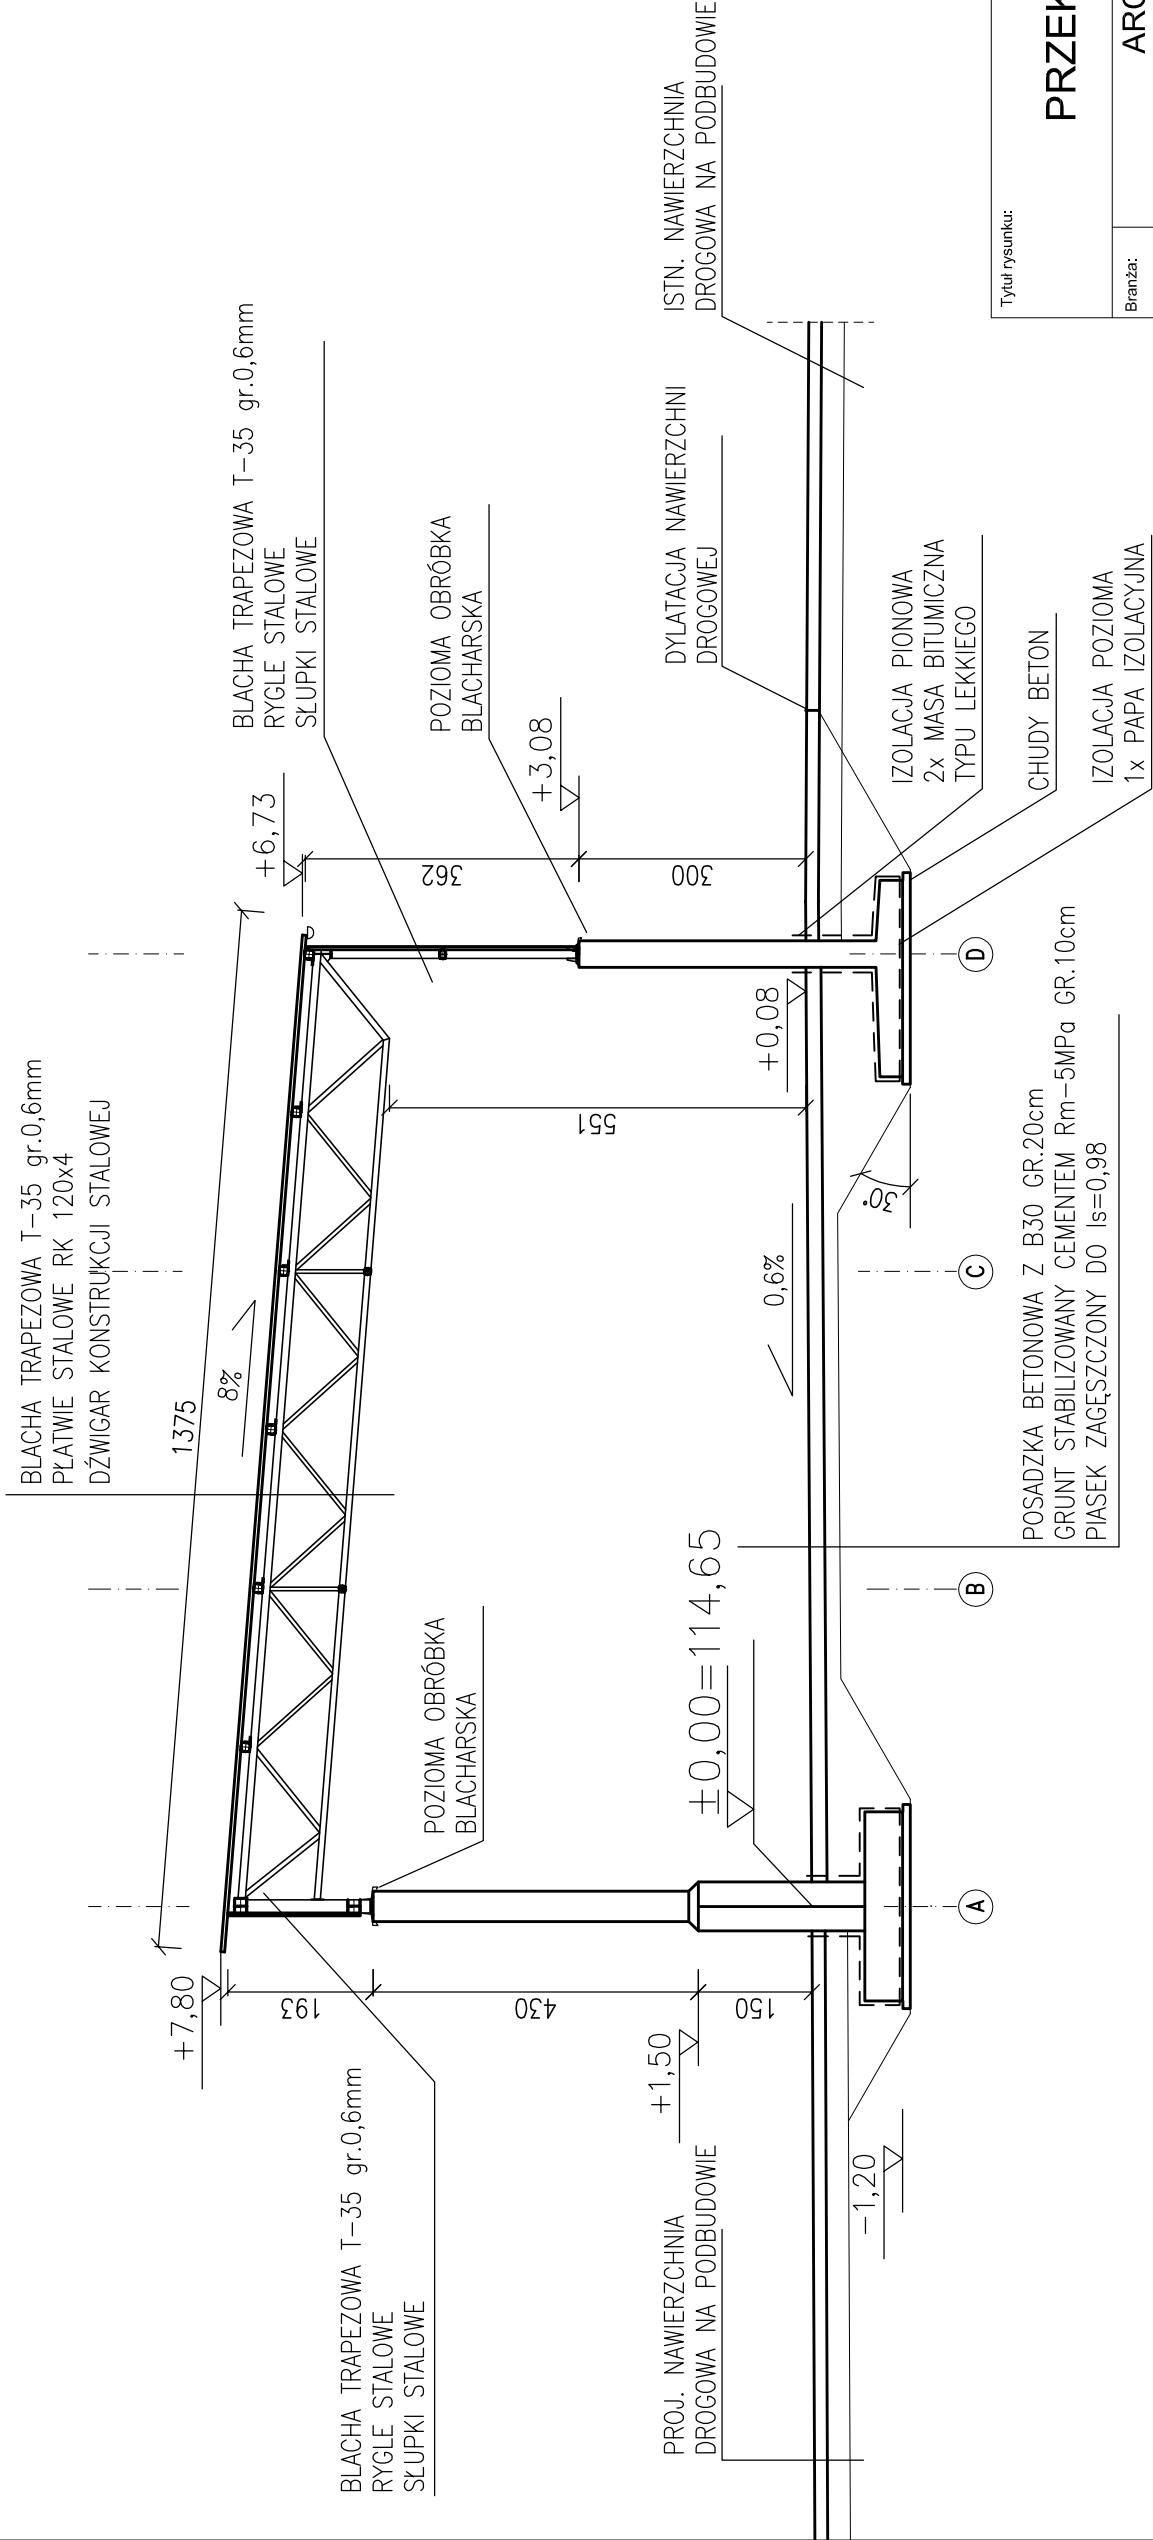 BLACHA TRAPEZOWA T-35 gr.0,6mm
PŁATWIE STALOWE RK 120x4
DŹWIGAR KONSTRUKCJI STALOWEJ
1375
8%
+7,80
193
430
150
+1,50
BLACHA TRAPEZOWA T-35 gr.0,6mm
RYGLE STALOWE
SŁUPKI STALOWE
PROJ. NAWIERZCHNIA
DROGOWA NA PODBUDOWIE
-1,20
POZIOMA OBRÓBKA
BLACHARSKA
±0,00=114,65
551
0,6%
30°
+0,08
+6,73
362
300
+3,08
BLACHA TRAPEZOWA T-35 gr.0,6mm
RYGLE STALOWE
SŁUPKI STALOWE
POZIOMA OBRÓBKA
BLACHARSKA
DYLATACJA NAWIERZCHNI
DROGOWEJ
ISTN. NAWIERZCHNIA
DROGOWA NA PODBUDOWIE
IZOLACJA PIONOWA
2x MASA BITUMICZNA
TYPU LEKKIEGO
CHUDY BETON
IZOLACJA POZIOMA
1x PAPA IZOLACYJNA
POSADZKA BETONOWA Z B30 GR.20cm
GRUNT STABILIZOWANY CEMENTEM Rm-5MPa GR.10cm
PIASEK ZAGĘSZCZONY DO Is=0,98
A
B
C
D
Tytuł rysunku:
PRZEK
Branża:
ARC